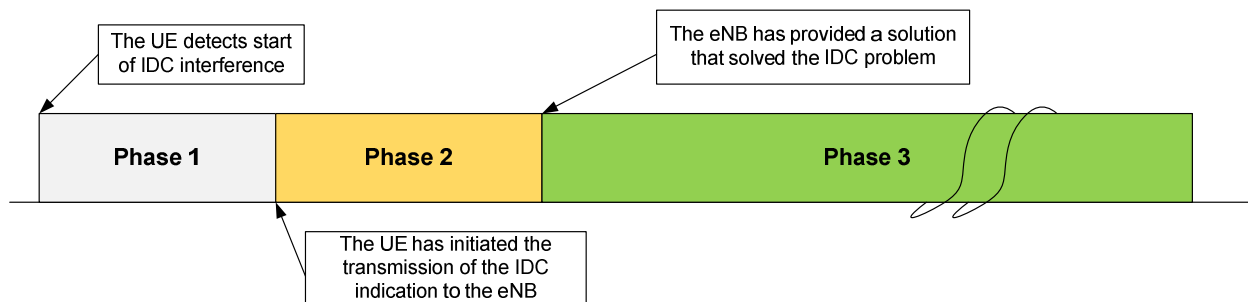 The UE detects start
of IDC interference
The eNB has provided a solution
that solved the IDC problem
Phase 1
Phase 2
Phase 3
The UE has initiated the
transmission of the IDC
indication to the eNB